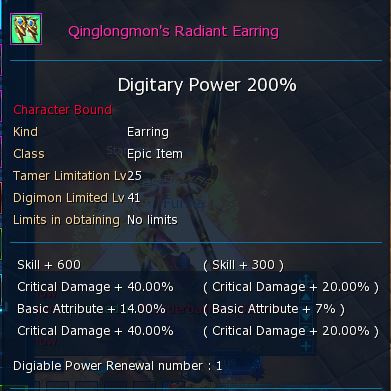 Qinglongmon's Radiant Earring
Digitary Power 200%
Character Bound
Kind Earring
Class Epic Item
Tamer Limitation Lv25
Digimon Limited Lv 41
Limits in obtaining No limits
Skill + 600 ( Skill + 300 )
Critical Damage + 40.00% ( Critical Damage + 20.00% )
Basic Attribute + 14.00% ( Basic Attribute + 7% )
Critical Damage + 40.00% ( Critical Damage + 20.00% )
Digiable Power Renewal number : 1